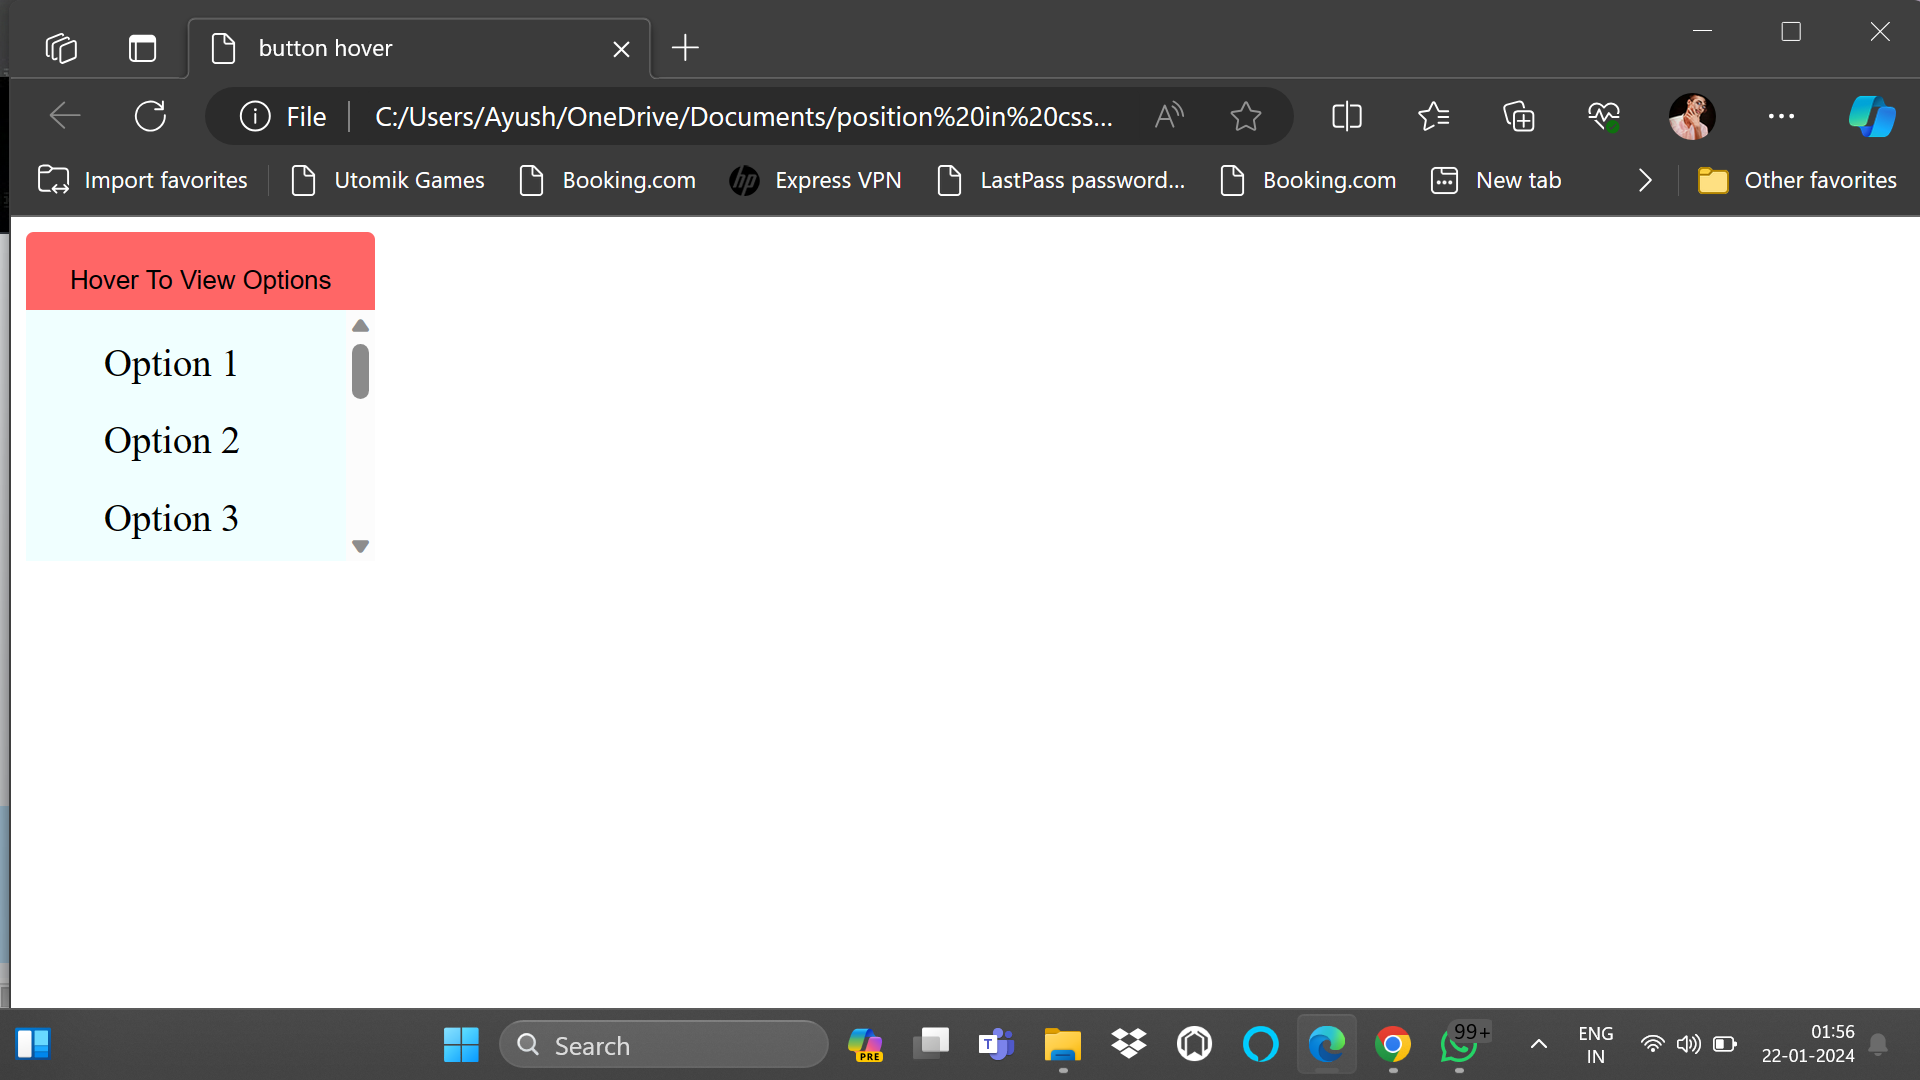 button hover
File
C:/Users/Ayush/OneDrive/Documents/position%20in%20css...
Import favorites
Utomik Games
Booking.com
hp
Express VPN
LastPass password...
Booking.com
New tab
Other favorites
Hover To View Options
Option 1
Option 2
Option 3
Search
PRE
T
99+
ENG
IN
01:56
22-01-2024